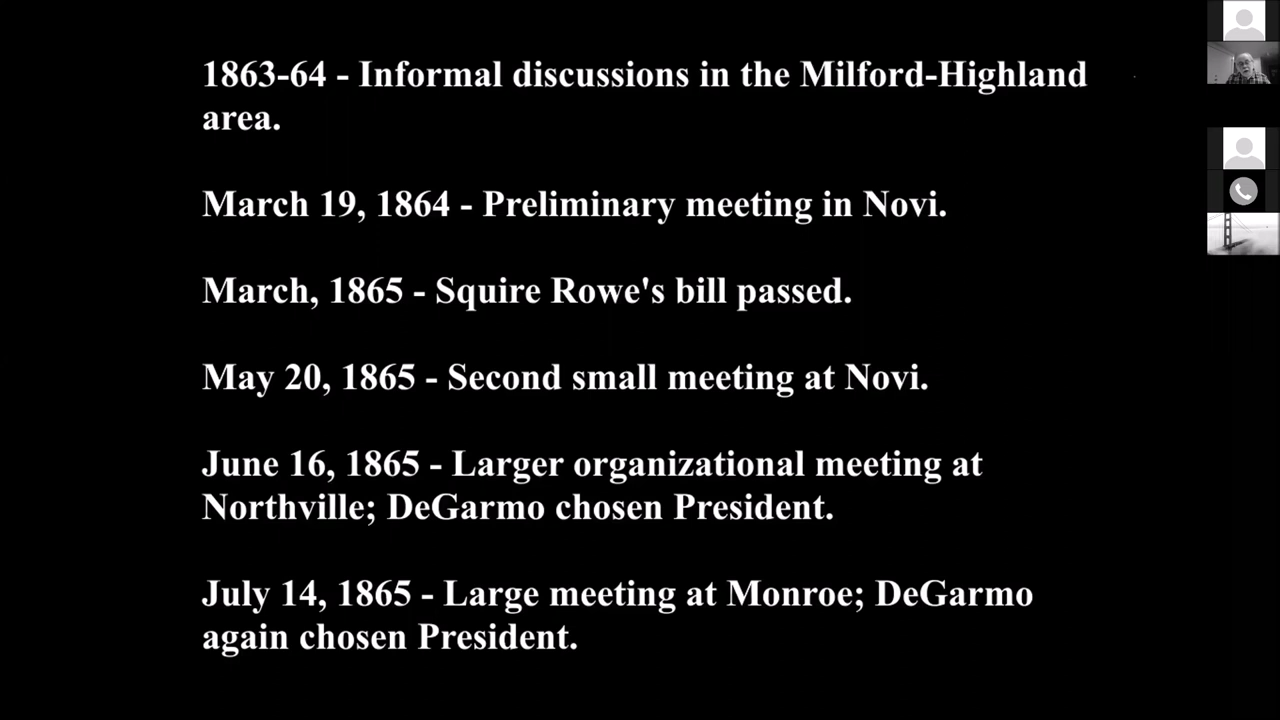 1863-64 - Informal discussions in the Milford-Highland
area.
March 19, 1864 - Preliminary meeting in Novi.
March, 1865 - Squire Rowe's bill passed.
May 20, 1865 - Second small meeting at Novi.
June 16, 1865 - Larger organizational meeting at
Northville; DeGarmo chosen President.
July 14, 1865 - Large meeting at Monroe; DeGarmo
again chosen President.